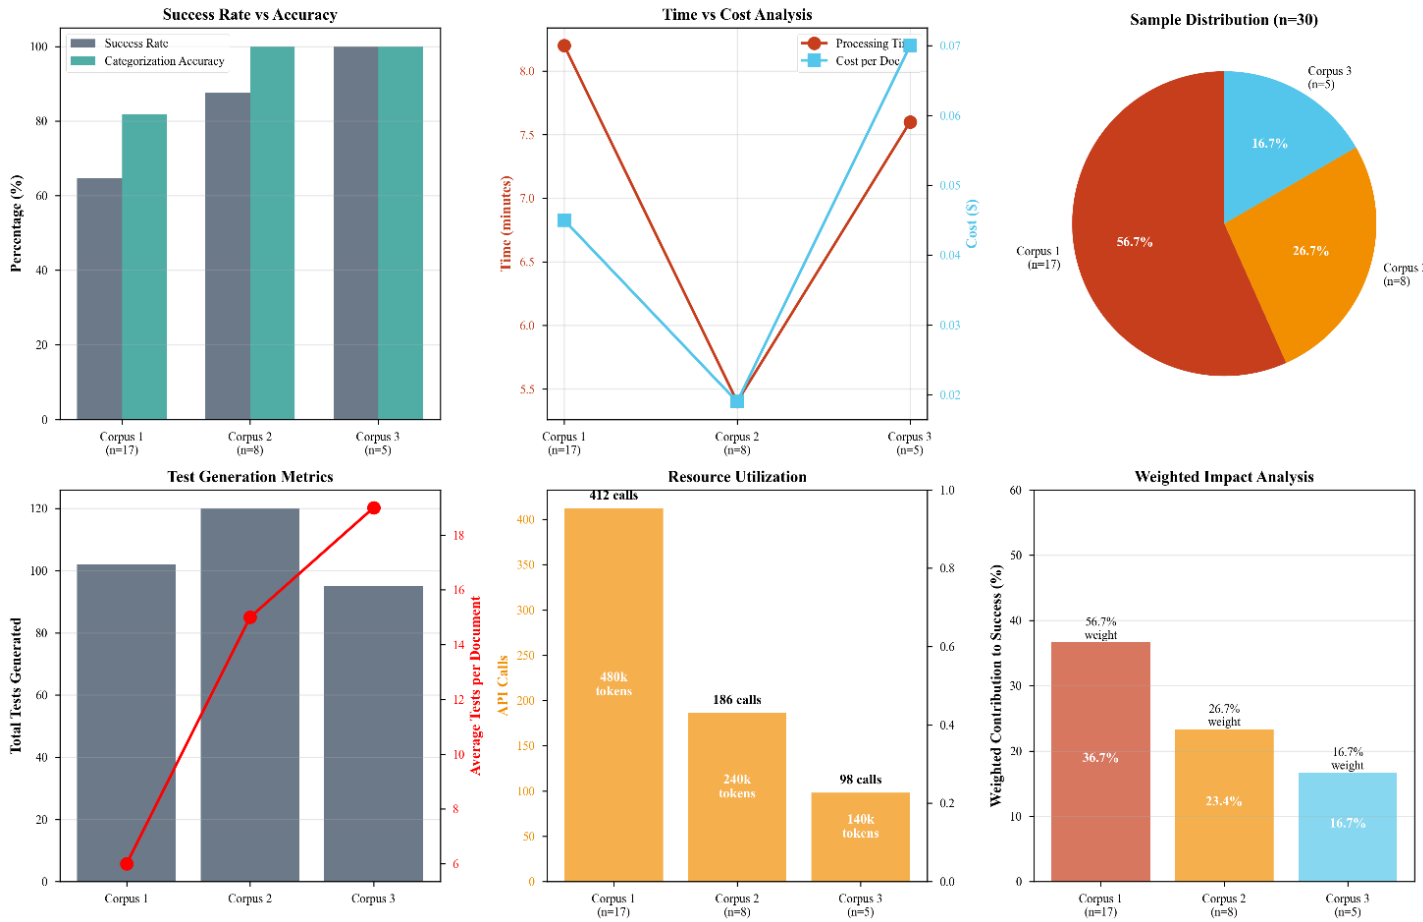 Success Rate vs Accuracy
Success Rate
Categorization Accuracy
Percentage (%)
100
80
60
40
20
0
Corpus 1
(n=17)
Corpus 2
(n=8)
Corpus 3
(n=5)
Time vs Cost Analysis
Processing Ti
Cost per Doc
Time (minutes)
8.0
7.5
7.0
6.5
6.0
5.5
Cost ($)
0.07
0.06
0.05
0.04
0.03
0.02
Corpus 1
(n=17)
Corpus 2
(n=8)
Corpus 3
(n=5)
Sample Distribution (n=30)
Corpus 3
(n=5)
16.7%
Corpus 1
(n=17)
56.7%
26.7%
Corpus
(n=8)
Test Generation Metrics
Total Tests Generated
120
100
80
60
40
20
0
Average Tests per Document
18
16
14
12
10
8
6
Corpus 1
Corpus 2
Corpus 3
Resource Utilization
API Calls
400
350
300
250
200
150
100
50
0
412 calls
480k
tokens
186 calls
240k
tokens
98 calls
140k
tokens
1.0
0.8
0.6
0.4
0.2
0.0
Corpus 1
(n=17)
Corpus 2
(n=8)
Corpus 3
(n=5)
Weighted Impact Analysis
Weighted Contribution to Success (%)
60
50
40
30
20
10
0
56.7%
weight
36.7%
26.7%
weight
23.4%
16.7%
weight
16.7%
Corpus 1
(n=17)
Corpus 2
(n=8)
Corpus 3
(n=5)